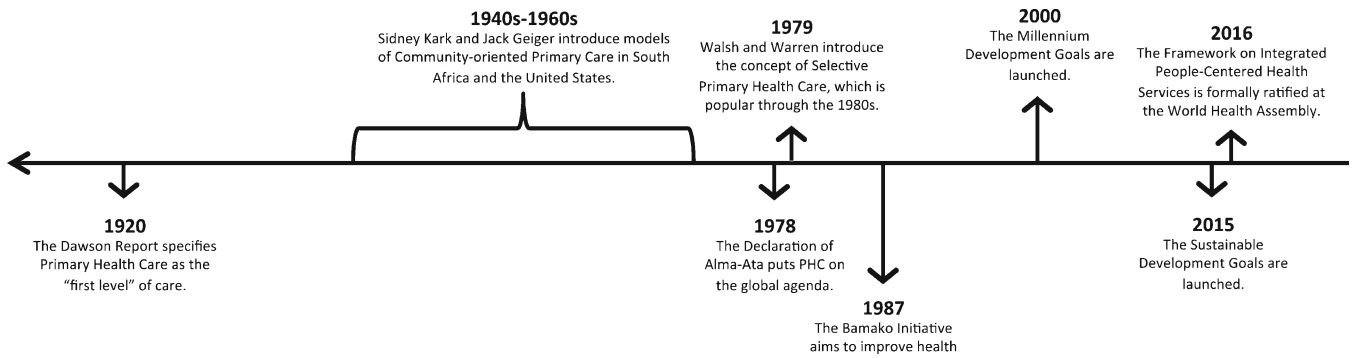 1940s-1960s
Sidney Kark and Jack Geiger introduce models
of Community-oriented Primary Care in South
Africa and the United States.
1979
Walsh and Warren introduce
the concept of Selective
Primary Health Care, which is
popular through the 1980s.
2000
The Millennium
Development Goals are
launched.
2016
The Framework on Integrated
People-Centered Health
Services is formally ratified at
the World Health Assembly.
1920
The Dawson Report specifies
Primary Health Care as the
“first level” of care.
1978
The Declaration of
Alma-Ata puts PHC on
the global agenda.
1987
The Bamako Initiative
aims to improve health
2015
The Sustainable
Development Goals are
launched.